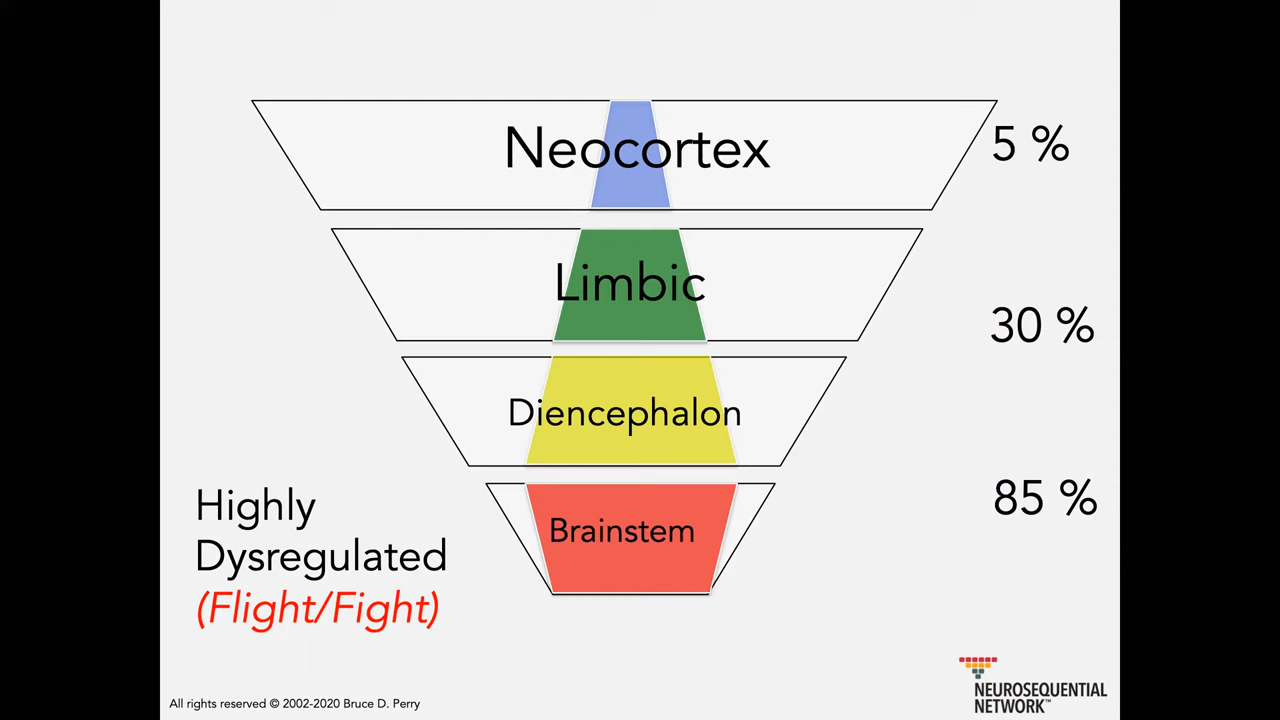 Neocortex
5 %
Limbic
30 %
Diencephalon
85 %
Brainstem
Highly
Dysregulated
(Flight/Fight)
All rights reserved © 2002-2020 Bruce D. Perry
NEUROSEQUENTIAL
NETWORK™